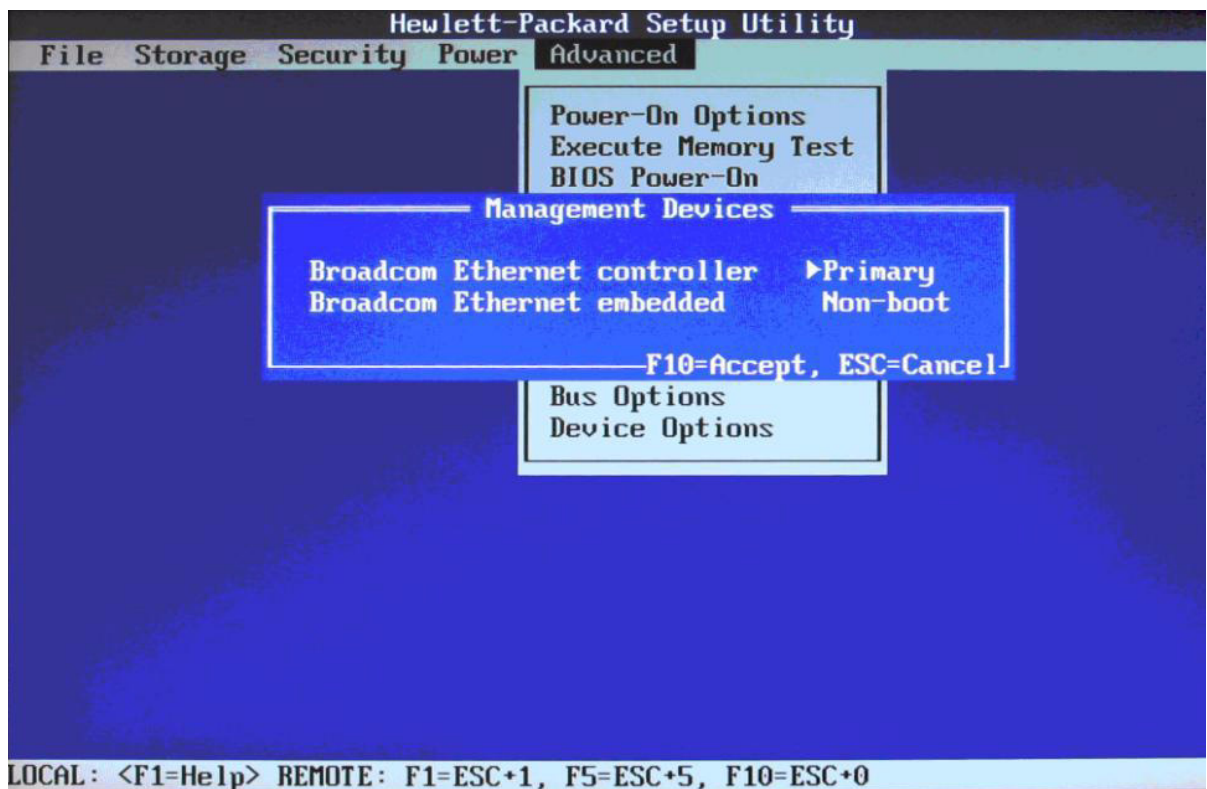 Hewlett-Packard Setup Utility
File Storage Security Power Advanced
Power-On Options
Execute Memory Test
BIOS Power-On
Management Devices
Broadcom Ethernet controller ▶Primary
Broadcom Ethernet embedded Non-boot
F10=Accept, ESC=Cancel
Bus Options
Device Options
LOCAL: <F1=Help> REMOTE: F1=ESC+1, F5=ESC+5, F10=ESC+0